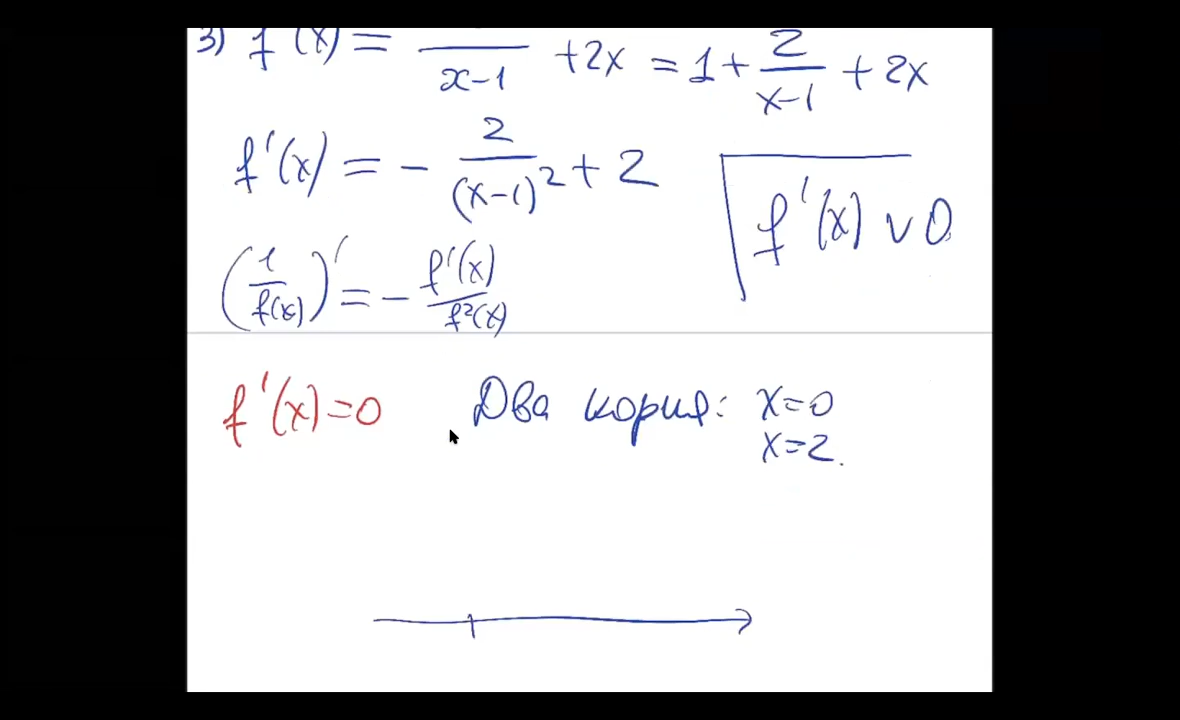 3) f'(x) = ─/(x-1) + 2x = 1 + 2/(x-1) + 2x
f'(x) = - 2/(x-1)² + 2
f'(x) ∨ 0
(1/f(x))' = - f'(x)/f²(x)
f'(x)=0 Два корня: x=0
x=2.